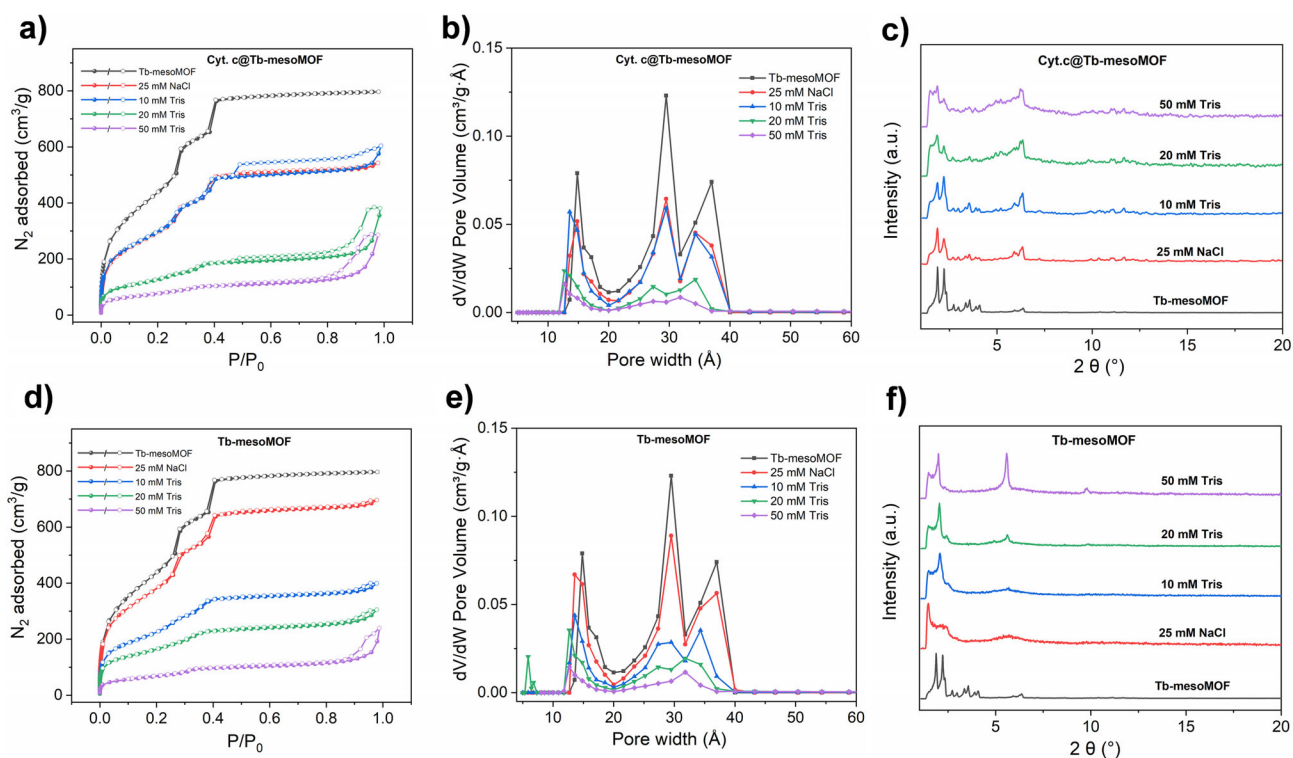 a)
Cyt. c@Tb-mesoMOF
Tb-mesoMOF
25 mM NaCl
10 mM Tris
20 mM Tris
50 mM Tris
N2 adsorbed (cm³/g)
800
600
400
200
0
0.0 0.2 0.4 0.6 0.8 1.0
P/P0
b)
Cyt. c@Tb-mesoMOF
Tb-mesoMOF
25 mM NaCl
10 mM Tris
20 mM Tris
50 mM Tris
dV/dW Pore Volume (cm³/g·Å)
0.15
0.10
0.05
0.00
10 20 30 40 50 60
Pore width (Å)
c)
Cyt.c@Tb-mesoMOF
50 mM Tris
20 mM Tris
10 mM Tris
25 mM NaCl
Tb-mesoMOF
Intensity (a.u.)
5 10 15 20
2 θ (°)
d)
Tb-mesoMOF
Tb-mesoMOF
25 mM NaCl
10 mM Tris
20 mM Tris
50 mM Tris
N2 adsorbed (cm³/g)
800
600
400
200
0
0.0 0.2 0.4 0.6 0.8 1.0
P/P0
e)
Tb-mesoMOF
Tb-mesoMOF
25 mM NaCl
10 mM Tris
20 mM Tris
50 mM Tris
dV/dW Pore Volume (cm³/g·Å)
0.15
0.10
0.05
0.00
10 20 30 40 50 60
Pore width (Å)
f)
Tb-mesoMOF
50 mM Tris
20 mM Tris
10 mM Tris
25 mM NaCl
Tb-mesoMOF
Intensity (a.u.)
5 10 15 20
2 θ (°)